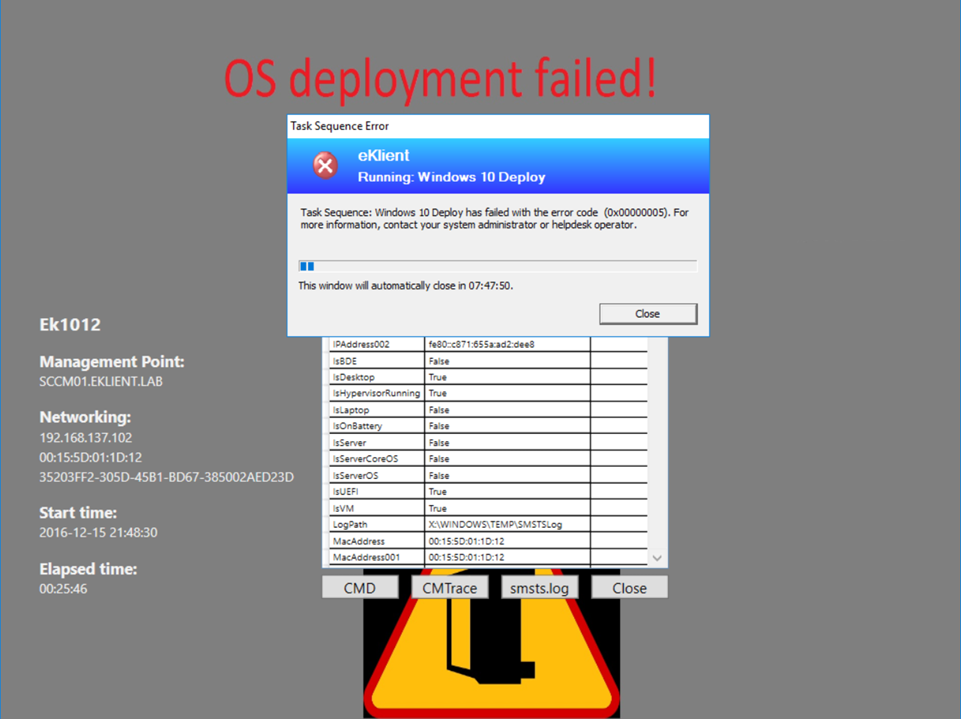 OS deployment failed!
Task Sequence Error
eKlient
Running: Windows 10 Deploy
Task Sequence: Windows 10 Deploy has failed with the error code (0x00000005). For
more information, contact your system administrator or helpdesk operator.
This window will automatically close in 07:47:50.
Close
Ek1012
Management Point:
SCCM01.EKLIENT.LAB
Networking:
192.168.137.102
00:15:5D:01:1D:12
35203FF2-305D-45B1-BD67-385002AED23D
Start time:
2016-12-15 21:48:30
Elapsed time:
00:25:46
IPAddress002 fe80::c871:655a:ad2:dee8
IsBDE False
IsDesktop True
IsHypervisorRunning True
IsLaptop False
IsOnBattery False
IsServer False
IsServerCoreOS False
IsServerOS False
IsUEFI True
IsVM True
LogPath X:\WINDOWS\TEMP\SMSTSLog
MacAddress 00:15:5D:01:1D:12
MacAddress001 00:15:5D:01:1D:12
CMD CMTrace smsts.log Close